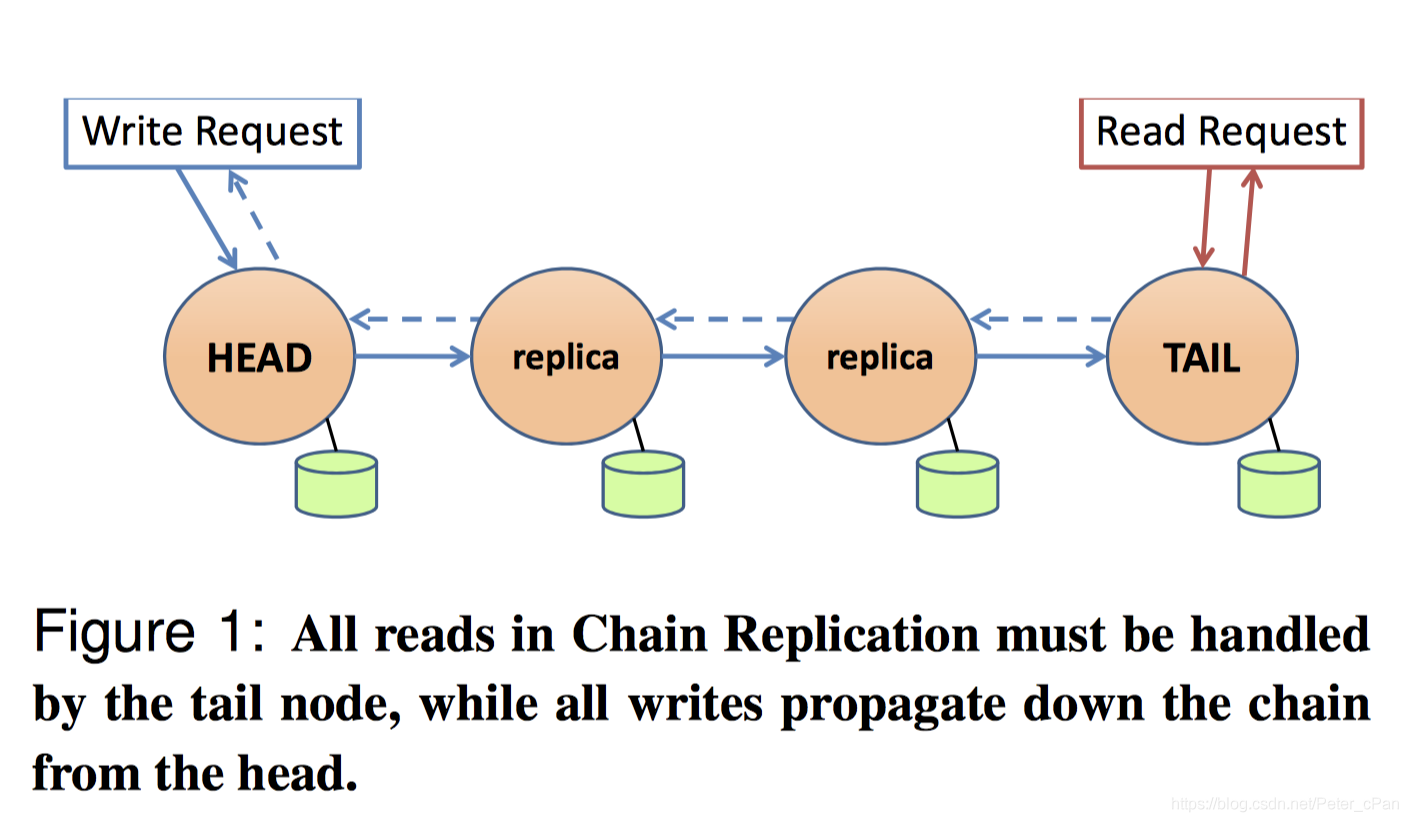 Write Request
Read Request
HEAD
replica
replica
TAIL
Figure 1: All reads in Chain Replication must be handled
by the tail node, while all writes propagate down the chain
from the head.
https://blog.csdn.net/Peter_cPan